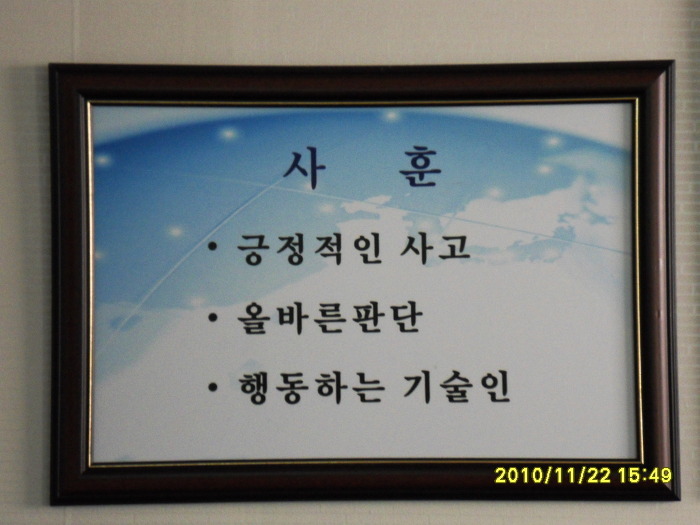 사 훈
• 긍정적인 사고
• 올바른판단
• 행동하는 기술인
2010/11/22 15:49